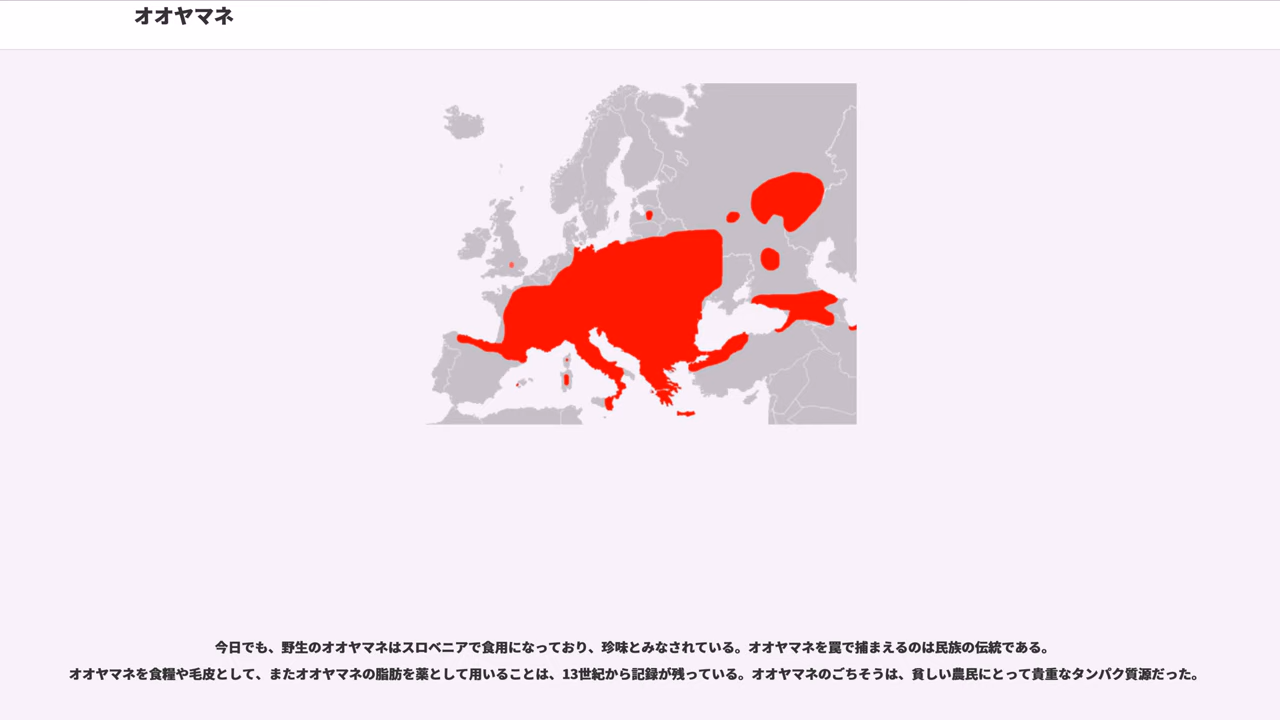 オオヤマネ
今日でも、野生のオオヤマネはスロベニアで食用になっており、珍味とみなされている。オオヤマネを罠で捕まえるのは民族の伝統である。
オオヤマネを食糧や毛皮として、またオオヤマネの脂肪を薬として用いることは、13世紀から記録が残っている。オオヤマネのごちそうは、貧しい農民にとって貴重なタンパク質源だった。